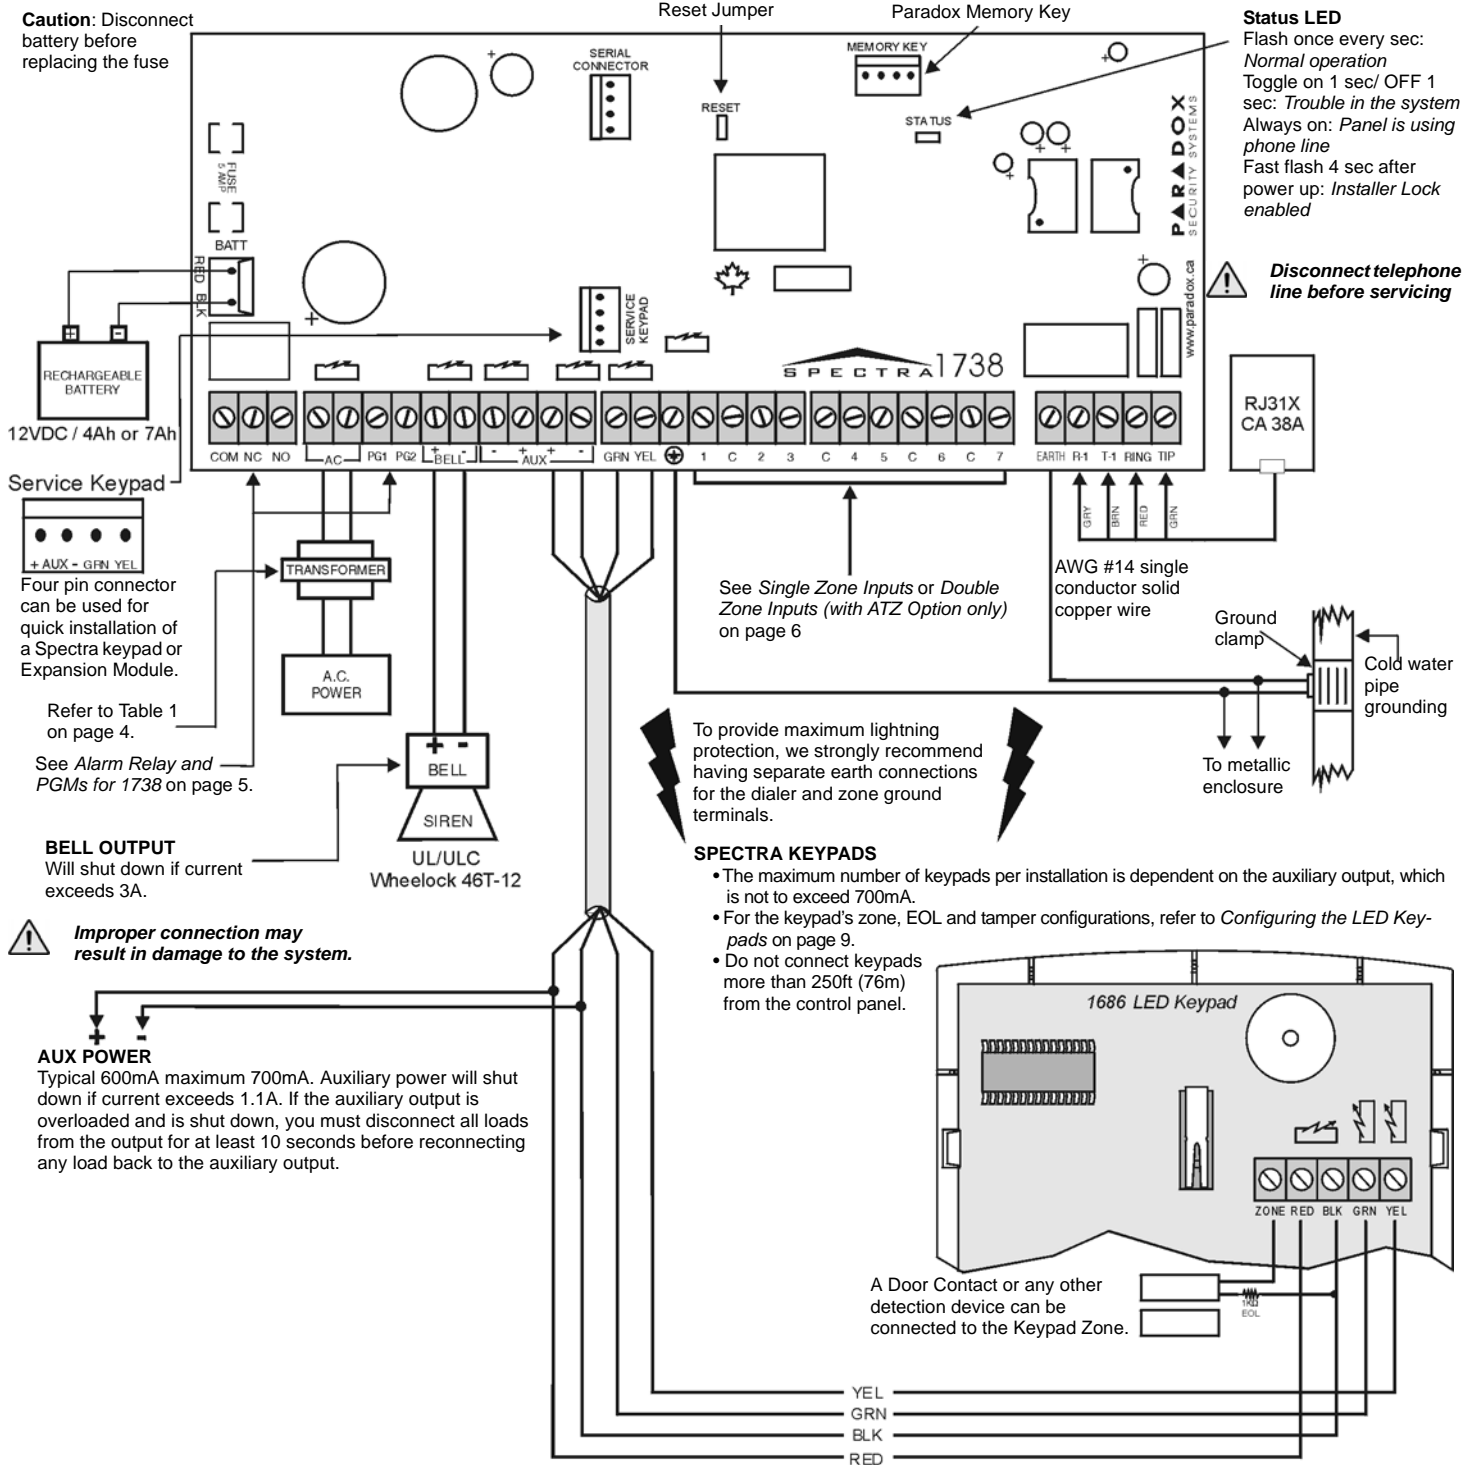 Caution: Disconnect
battery before
replacing the fuse
Reset Jumper
Paradox Memory Key
Status LED
Flash once every sec:
Normal operation
Toggle on 1 sec/ OFF 1
sec: Trouble in the system
Always on: Panel is using
phone line
Fast flash 4 sec after
power up: Installer Lock
enabled
SERIAL
CONNECTOR
MEMORY KEY
RESET
STATUS
PARADOX
SECURITY SYSTEMS
www.paradox.ca
FUSE
5 AMP
BATT
RED
BLK
+ -
RECHARGEABLE
BATTERY
12VDC / 4Ah or 7Ah
SERVICE
KEYPAD
SPECTRA 1738
Disconnect telephone
line before servicing
RJ31X
CA 38A
COM NC NO AC PG1 PG2 + BELL - - + AUX + - GRN YEL 1 C 2 3 C 4 5 C 6 C 7 EARTH R-1 T-1 RING TIP
GRY
BRN
RED
GRN
Service Keypad
+ AUX - GRN YEL
Four pin connector
can be used for
quick installation of
a Spectra keypad or
Expansion Module.
TRANSFORMER
A.C.
POWER
Refer to Table 1
on page 4.
See Alarm Relay and
PGMs for 1738 on page 5.
See Single Zone Inputs or Double
Zone Inputs (with ATZ Option only)
on page 6
AWG #14 single
conductor solid
copper wire
Ground
clamp
Cold water
pipe
grounding
To metallic
enclosure
+ -
BELL
SIREN
UL/ULC
Wheelock 46T-12
BELL OUTPUT
Will shut down if current
exceeds 3A.
To provide maximum lightning
protection, we strongly recommend
having separate earth connections
for the dialer and zone ground
terminals.
Improper connection may
result in damage to the system.
SPECTRA KEYPADS
• The maximum number of keypads per installation is dependent on the auxiliary output, which
is not to exceed 700mA.
• For the keypad's zone, EOL and tamper configurations, refer to Configuring the LED Key-
pads on page 9.
• Do not connect keypads
more than 250ft (76m)
from the control panel.
+ -
AUX POWER
Typical 600mA maximum 700mA. Auxiliary power will shut
down if current exceeds 1.1A. If the auxiliary output is
overloaded and is shut down, you must disconnect all loads
from the output for at least 10 seconds before reconnecting
any load back to the auxiliary output.
1686 LED Keypad
ZONE RED BLK GRN YEL
A Door Contact or any other
detection device can be
connected to the Keypad Zone.
1KΩ
EOL
YEL
GRN
BLK
RED